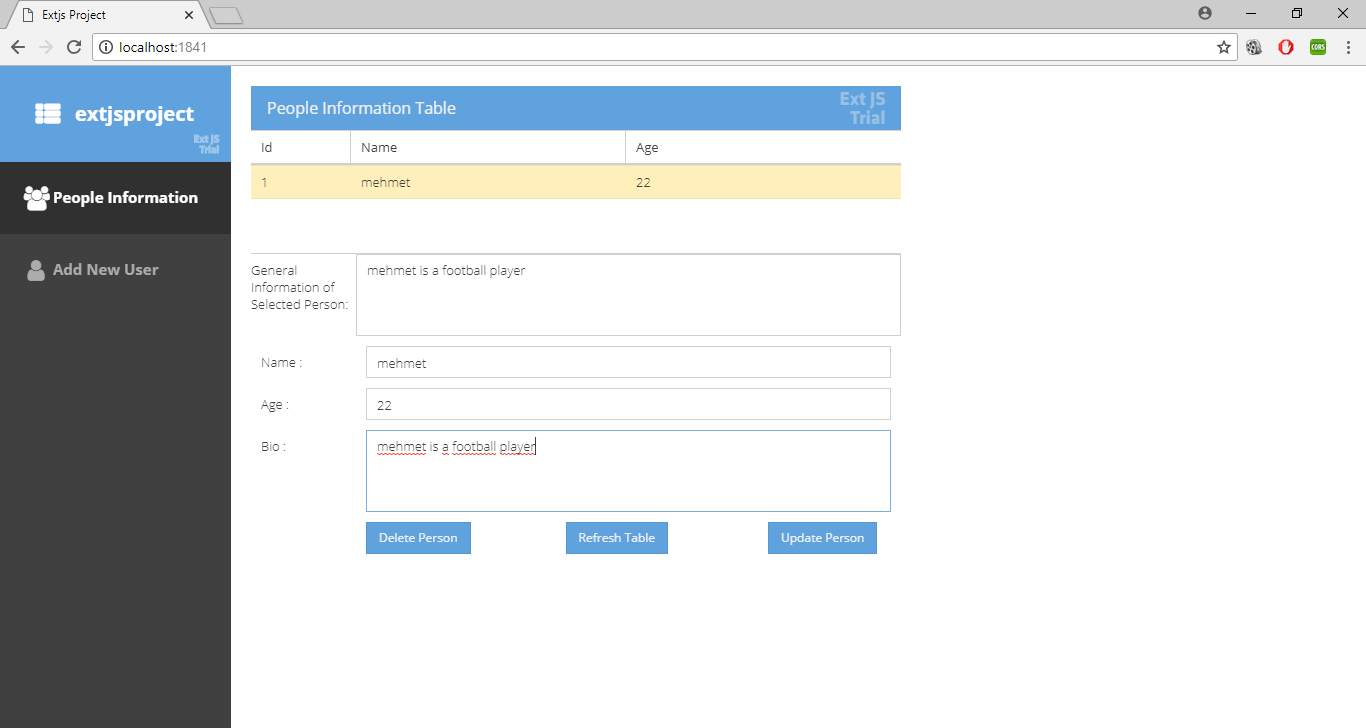 Extjs Project
localhost:1841
CORS
extjsproject
Ext JS
Trial
People Information
Add New User
People Information Table
Ext JS
Trial
Id Name Age
1 mehmet 22
General
Information of
Selected Person:
mehmet is a football player
Name : mehmet
Age : 22
Bio : mehmet is a football player
Delete Person Refresh Table Update Person